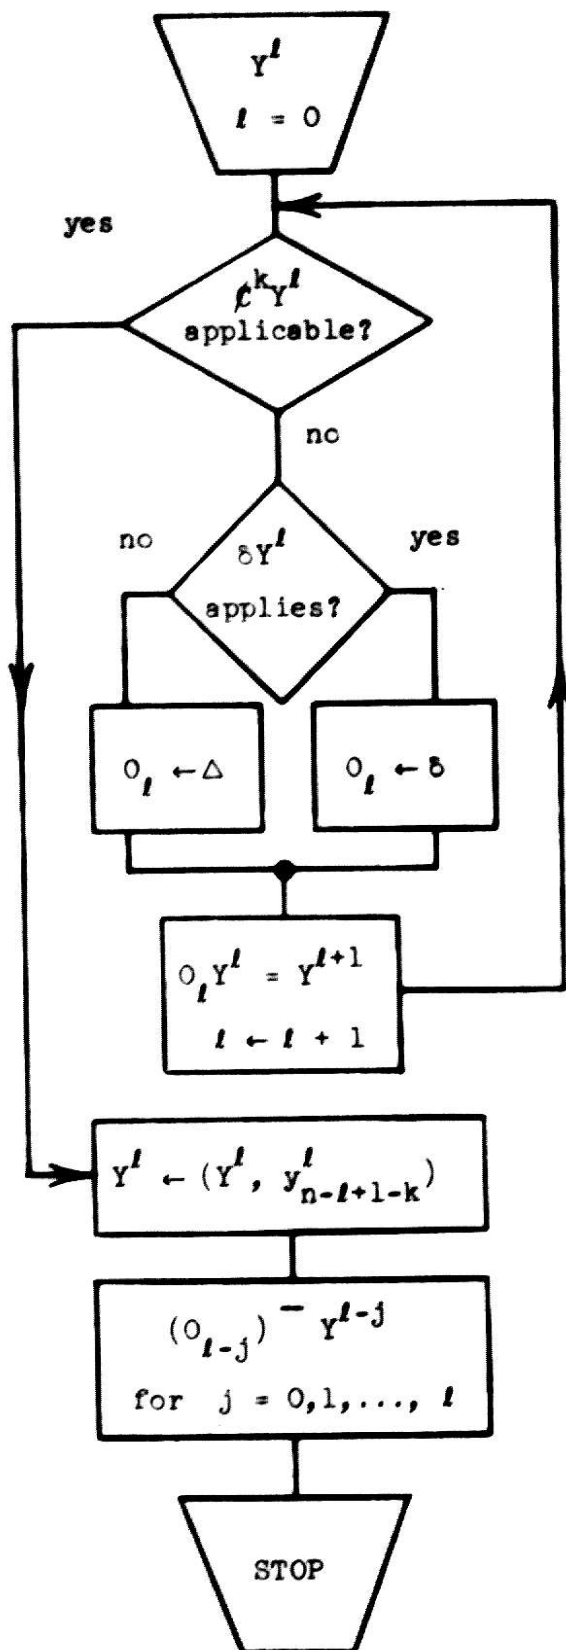 Y^ℓ
ℓ = 0
yes
₡^k Y^ℓ
applicable?
no
no
yes
δY^ℓ
applies?
O_ℓ ← Δ
O_ℓ ← δ
O_ℓ Y^ℓ = Y^{ℓ+1}
ℓ ← ℓ + 1
Y^ℓ ← (Y^ℓ, y^ℓ_{n-ℓ+1-k})
(O_{ℓ-j})^- Y^{ℓ-j}
for j = 0,1,..., ℓ
STOP